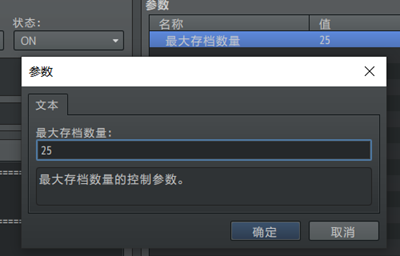 参数
状态:
名称 值
ON
最大存档数量 25
参数
文本
最大存档数量:
25
最大存档数量的控制参数。
确定 取消